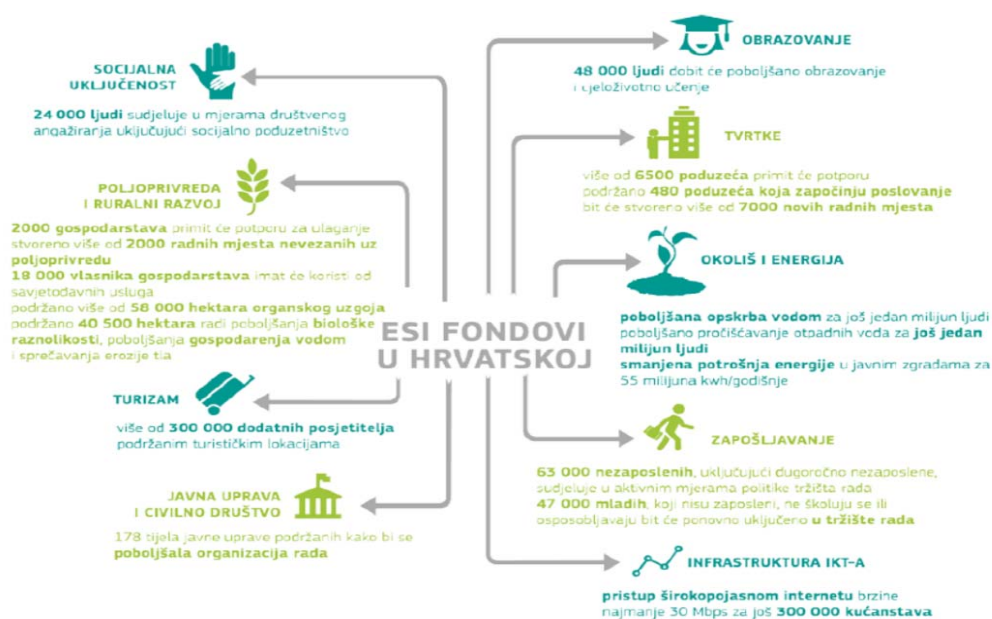 SOCIJALNA
UKLJUČENOST
24 000 ljudi sudjeluje u mjerama društvenog
angažiranja uključujući socijalno poduzetništvo
POLJOPRIVREDA
I RURALNI RAZVOJ
2000 gospodarstava primit će potporu za ulaganje
stvoreno više od 2000 radnih mjesta nevezanih uz
poljoprivredu
18 000 vlasnika gospodarstava imat će koristi od
savjetodavnih usluga
podržano više od 58 000 hektara organskog uzgoja
podržano 40 500 hektara radi poboljšanja biološke
raznolikosti, poboljšanja gospodarenja vodom
i sprečavanja erozije tla
TURIZAM
više od 300 000 dodatnih posjetitelja
podržanim turističkim lokacijama
JAVNA UPRAVA
I CIVILNO DRUŠTVO
178 tijela javne uprave podržanih kako bi se
poboljšala organizacija rada
ESI FONDOVI
U HRVATSKOJ
OBRAZOVANJE
48 000 ljudi dobit će poboljšano obrazovanje
i cjeloživotno učenje
TVRTKE
više od 6500 poduzeća primit će potporu
podržano 480 poduzeća koja započinju poslovanje
bit će stvoreno više od 7000 novih radnih mjesta
OKOLIŠ I ENERGIJA
poboljšana opskrba vodom za još jedan milijun ljudi
poboljšano pročišćavanje otpadnih voda za još jedan
milijun ljudi
smanjena potrošnja energije u javnim zgradama za
55 milijuna kwh/godišnje
ZAPOŠLJAVANJE
63 000 nezaposlenih, uključujući dugoročno nezaposlene,
sudjeluje u aktivnim mjerama politike tržišta rada
47 000 mladih, koji nisu zaposleni, ne školuju se ili
osposobljavaju bit će ponovno uključeno u tržište rada
INFRASTRUKTURA IKT-A
pristup širokopojasnom internetu brzine
najmanje 30 Mbps za još 300 000 kućanstava